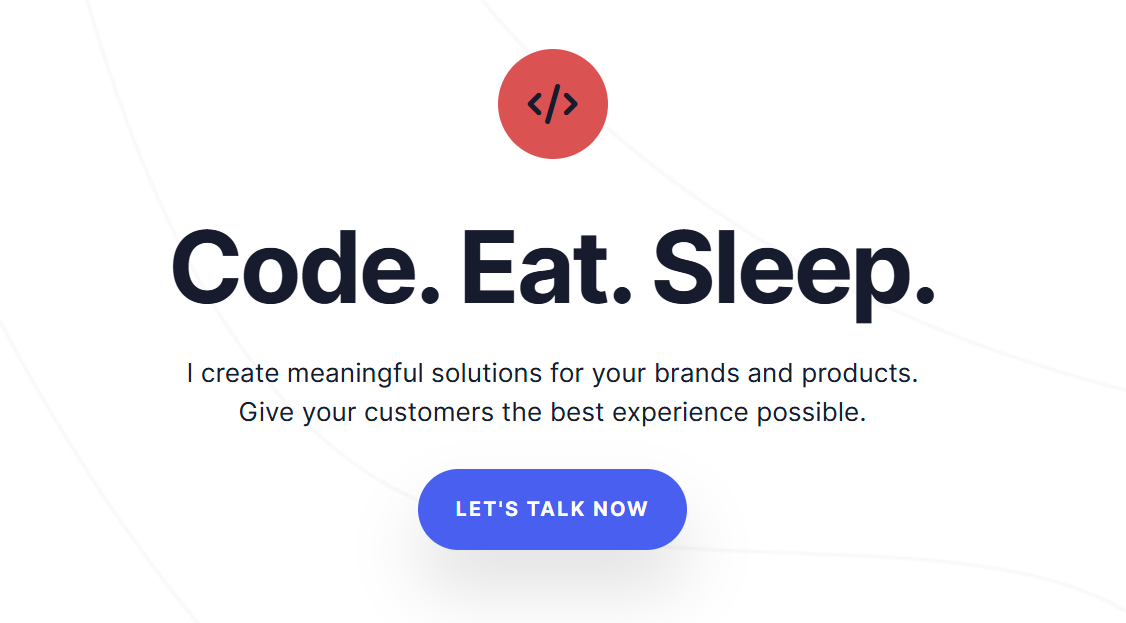 </>
Code. Eat. Sleep.
I create meaningful solutions for your brands and products.
Give your customers the best experience possible.
LET'S TALK NOW